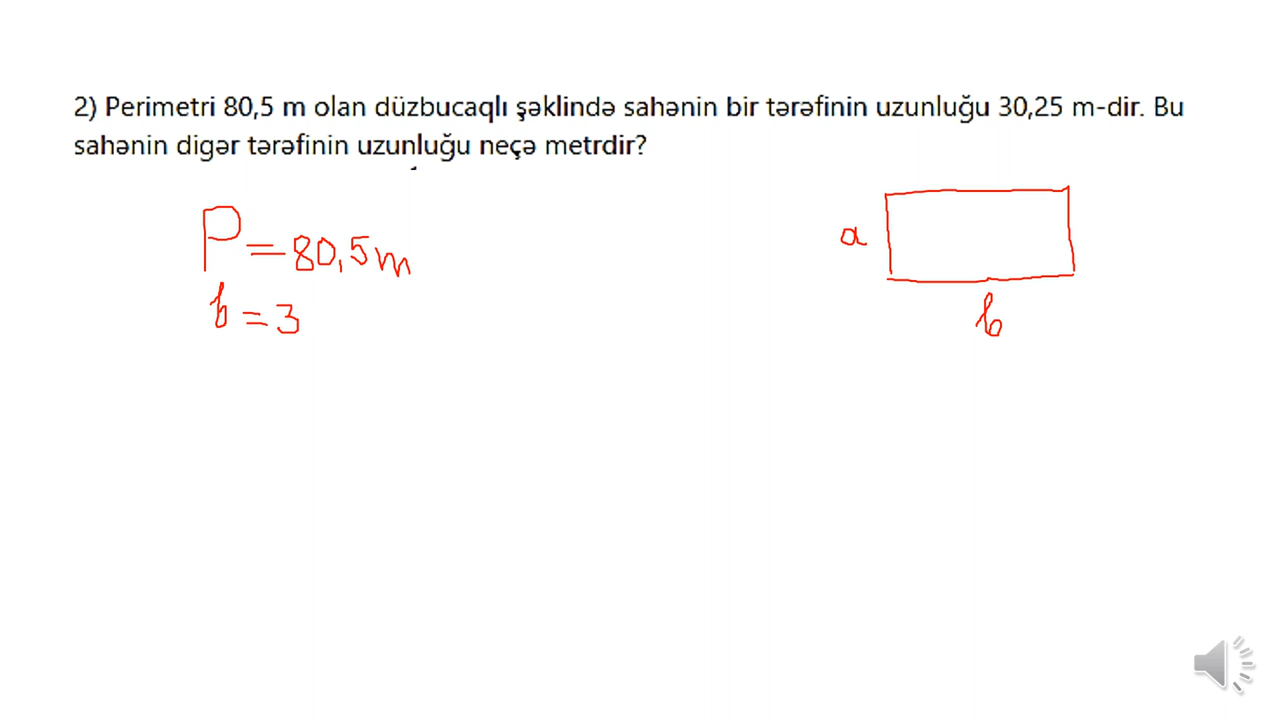 2) Perimetri 80,5 m olan düzbucaqlı şəklində sahənin bir tərəfinin uzunluğu 30,25 m-dir. Bu
sahənin digər tərəfinin uzunluğu neçə metrdir?
P = 80,5 m
b = 3
a
b